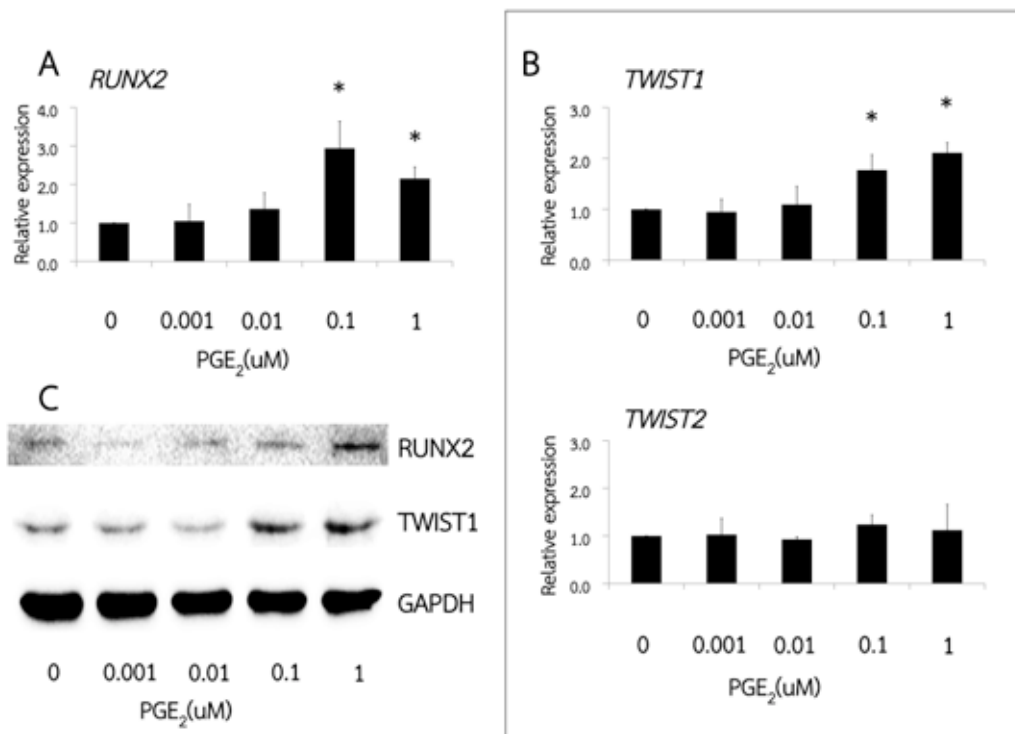 A
RUNX2
Relative expression
4.0
3.0
2.0
1.0
0.0
*
*
0 0.001 0.01 0.1 1
PGE₂(uM)
B
TWIST1
Relative expression
3.0
2.0
1.0
0.0
*
*
0 0.001 0.01 0.1 1
PGE₂(uM)
C
RUNX2
TWIST1
GAPDH
0 0.001 0.01 0.1 1
PGE₂(uM)
TWIST2
Relative expression
3.0
2.0
1.0
0.0
0 0.001 0.01 0.1 1
PGE₂(uM)